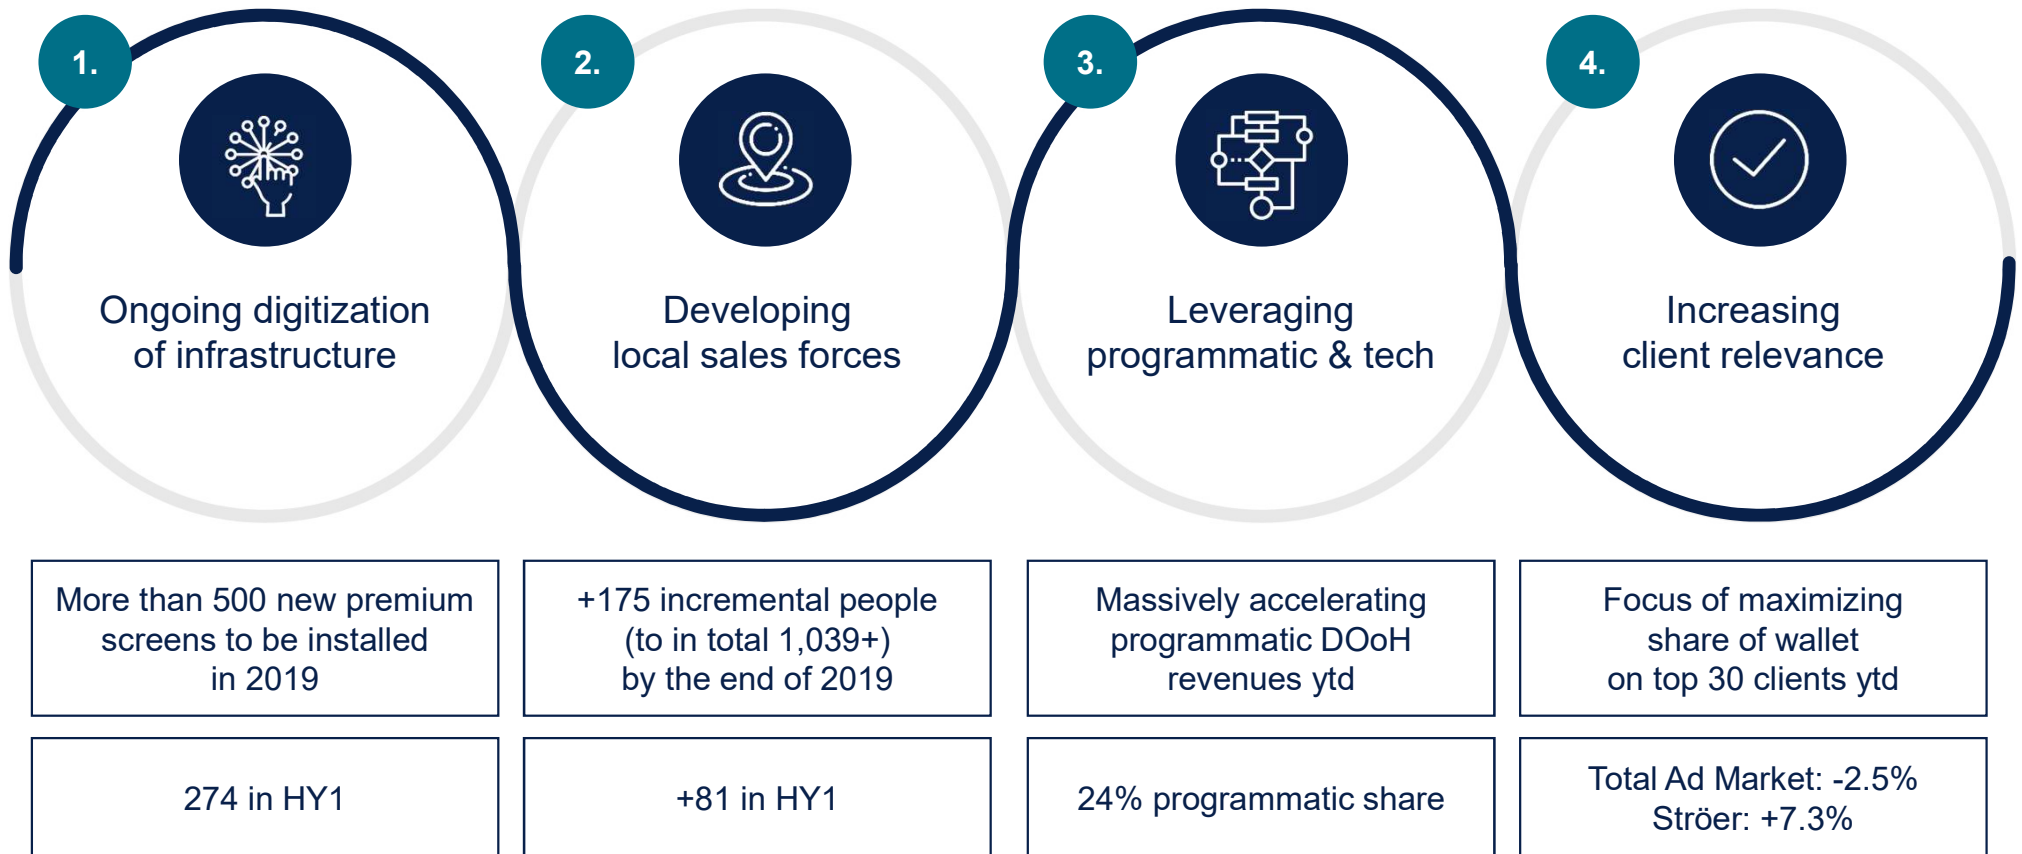 1.
Ongoing digitization
of infrastructure
More than 500 new premium
screens to be installed
in 2019
274 in HY1
2.
Developing
local sales forces
+175 incremental people
(to in total 1,039+)
by the end of 2019
+81 in HY1
3.
Leveraging
programmatic & tech
Massively accelerating
programmatic DOoH
revenues ytd
24% programmatic share
4.
Increasing
client relevance
Focus of maximizing
share of wallet
on top 30 clients ytd
Total Ad Market: -2.5%
Ströer: +7.3%